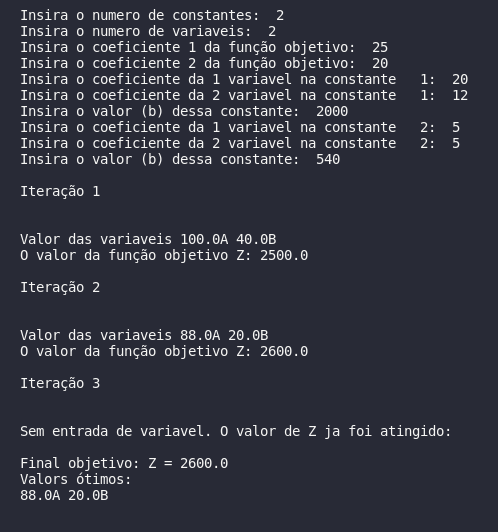 Insira o numero de constantes:  2
Insira o numero de variaveis:  2
Insira o coeficiente 1 da função objetivo:  25
Insira o coeficiente 2 da função objetivo:  20
Insira o coeficiente da 1 variavel na constante   1:  20
Insira o coeficiente da 2 variavel na constante   1:  12
Insira o valor (b) dessa constante:  2000
Insira o coeficiente da 1 variavel na constante   2:  5
Insira o coeficiente da 2 variavel na constante   2:  5
Insira o valor (b) dessa constante:  540
Iteração 1
Valor das variaveis 100.0A 40.0B
O valor da função objetivo Z: 2500.0
Iteração 2
Valor das variaveis 88.0A 20.0B
O valor da função objetivo Z: 2600.0
Iteração 3
Sem entrada de variavel. O valor de Z ja foi atingido:
Final objetivo: Z = 2600.0
Valors ótimos:
88.0A 20.0B